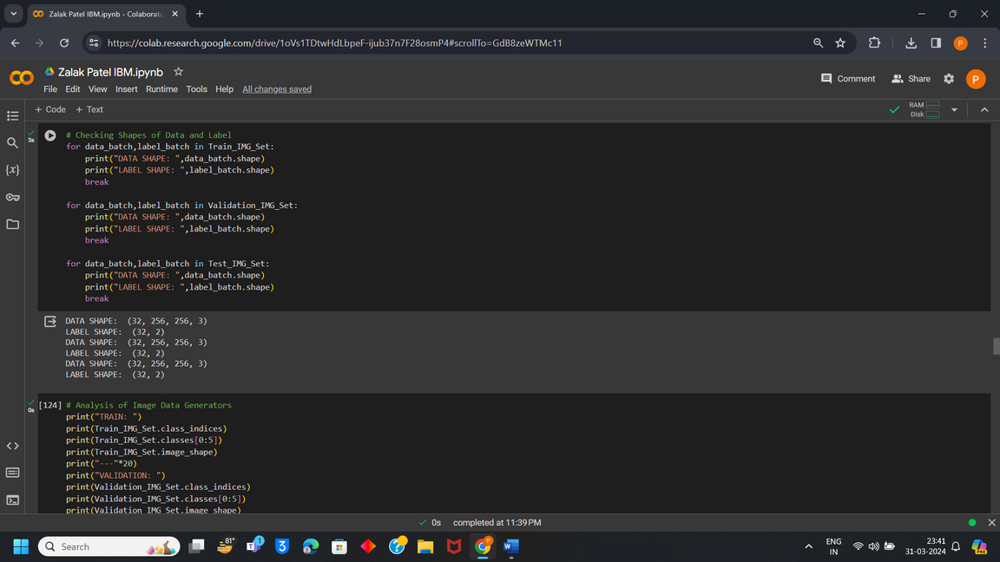 Zalak Patel IBM.ipynb - Colaborato
https://colab.research.google.com/drive/1oVs1TDtwHdLbpeF-ijub37n7F28osmP4#scrollTo=GdB8zeWTMc11
P
Zalak Patel IBM.ipynb
File Edit View Insert Runtime Tools Help All changes saved
Comment Share P
+ Code + Text
RAM
Disk
3s
# Checking Shapes of Data and Label
for data_batch,label_batch in Train_IMG_Set:
print("DATA SHAPE: ",data_batch.shape)
print("LABEL SHAPE: ",label_batch.shape)
break
for data_batch,label_batch in Validation_IMG_Set:
print("DATA SHAPE: ",data_batch.shape)
print("LABEL SHAPE: ",label_batch.shape)
break
for data_batch,label_batch in Test_IMG_Set:
print("DATA SHAPE: ",data_batch.shape)
print("LABEL SHAPE: ",label_batch.shape)
break
DATA SHAPE: (32, 256, 256, 3)
LABEL SHAPE: (32, 2)
DATA SHAPE: (32, 256, 256, 3)
LABEL SHAPE: (32, 2)
DATA SHAPE: (32, 256, 256, 3)
LABEL SHAPE: (32, 2)
0s
[124] # Analysis of Image Data Generators
print("TRAIN: ")
print(Train_IMG_Set.class_indices)
print(Train_IMG_Set.classes[0:5])
print(Train_IMG_Set.image_shape)
print("---"*20)
print("VALIDATION: ")
print(Validation_IMG_Set.class_indices)
print(Validation_IMG_Set.classes[0:5])
print(Validation_IMG_Set.image_shape)
0s completed at 11:39 PM
Search
81°
1
ENG
IN
23:41
31-03-2024
PRE